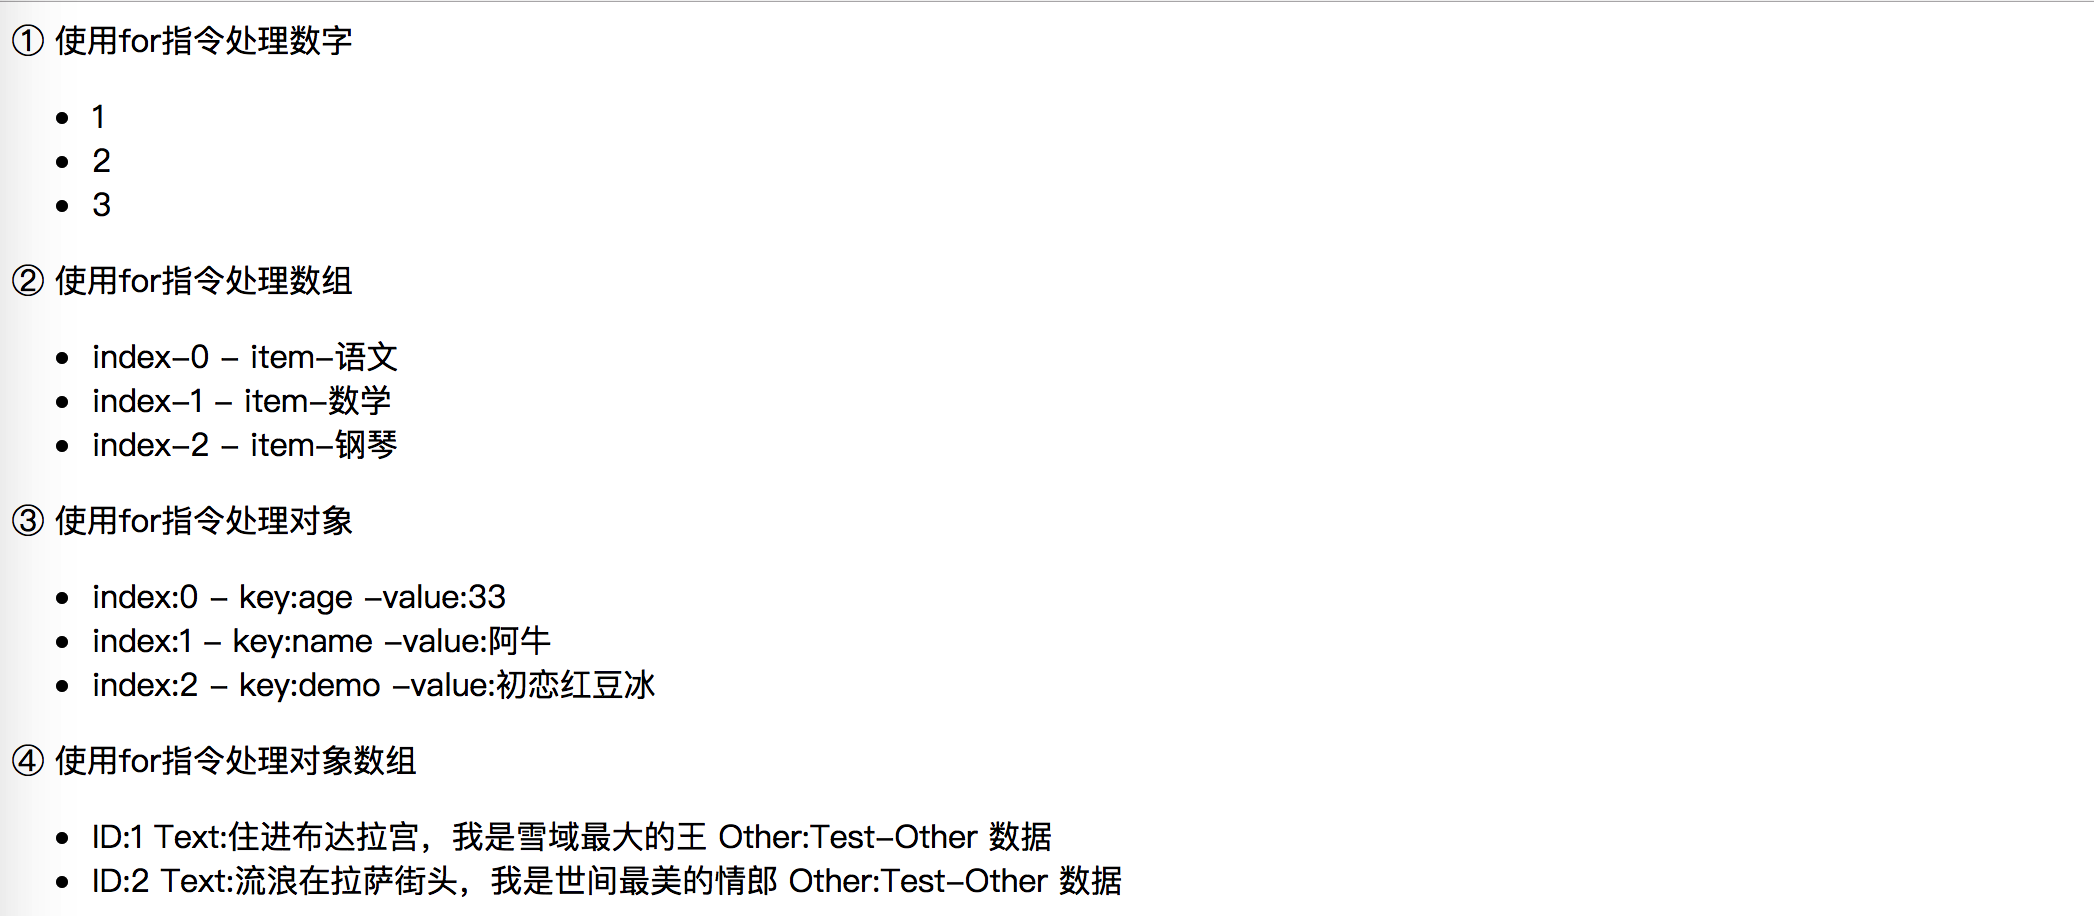 ① 使用for指令处理数字
• 1
• 2
• 3
② 使用for指令处理数组
• index-0 - item-语文
• index-1 - item-数学
• index-2 - item-钢琴
③ 使用for指令处理对象
• index:0 - key:age -value:33
• index:1 - key:name -value:阿牛
• index:2 - key:demo -value:初恋红豆冰
④ 使用for指令处理对象数组
• ID:1 Text:住进布达拉宫，我是雪域最大的王 Other:Test-Other 数据
• ID:2 Text:流浪在拉萨街头，我是世间最美的情郎 Other:Test-Other 数据